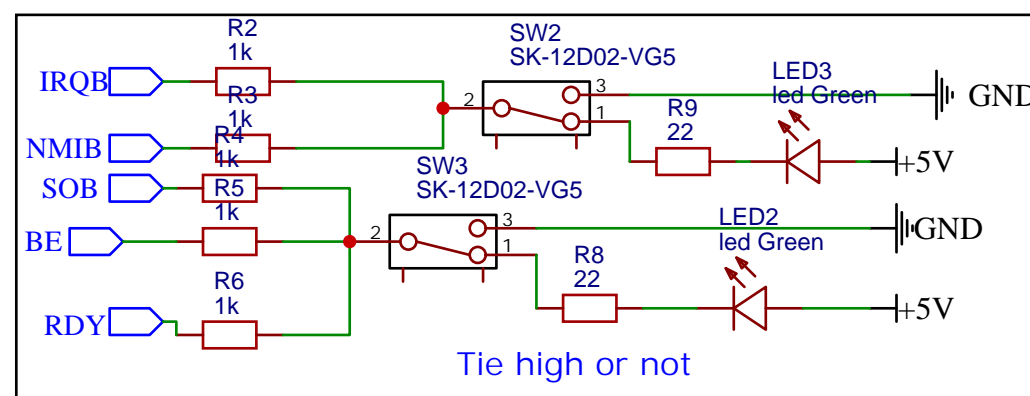 R2
1k
IRQB
R3
1k
NMIB
R4
1k
SOB
R5
1k
BE
R6
1k
RDY
SW2
SK-12D02-VG5
2
3
1
LED3
led Green
R9
22
GND
+5V
SW3
SK-12D02-VG5
2
3
1
LED2
led Green
R8
22
GND
+5V
Tie high or not